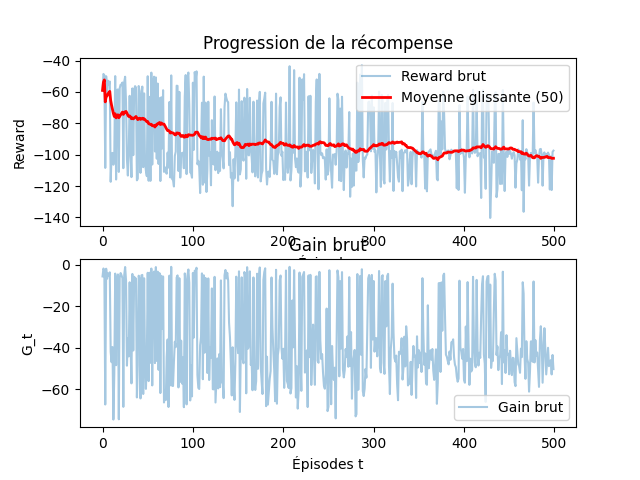 Progression de la récompense
−40
−60
−80
−100
−120
−140
Reward
Reward brut
Moyenne glissante (50)
0
100
200
300
400
500
Gain brut
0
−20
−40
−60
G_t
Gain brut
0
100
200
300
400
500
Épisodes t